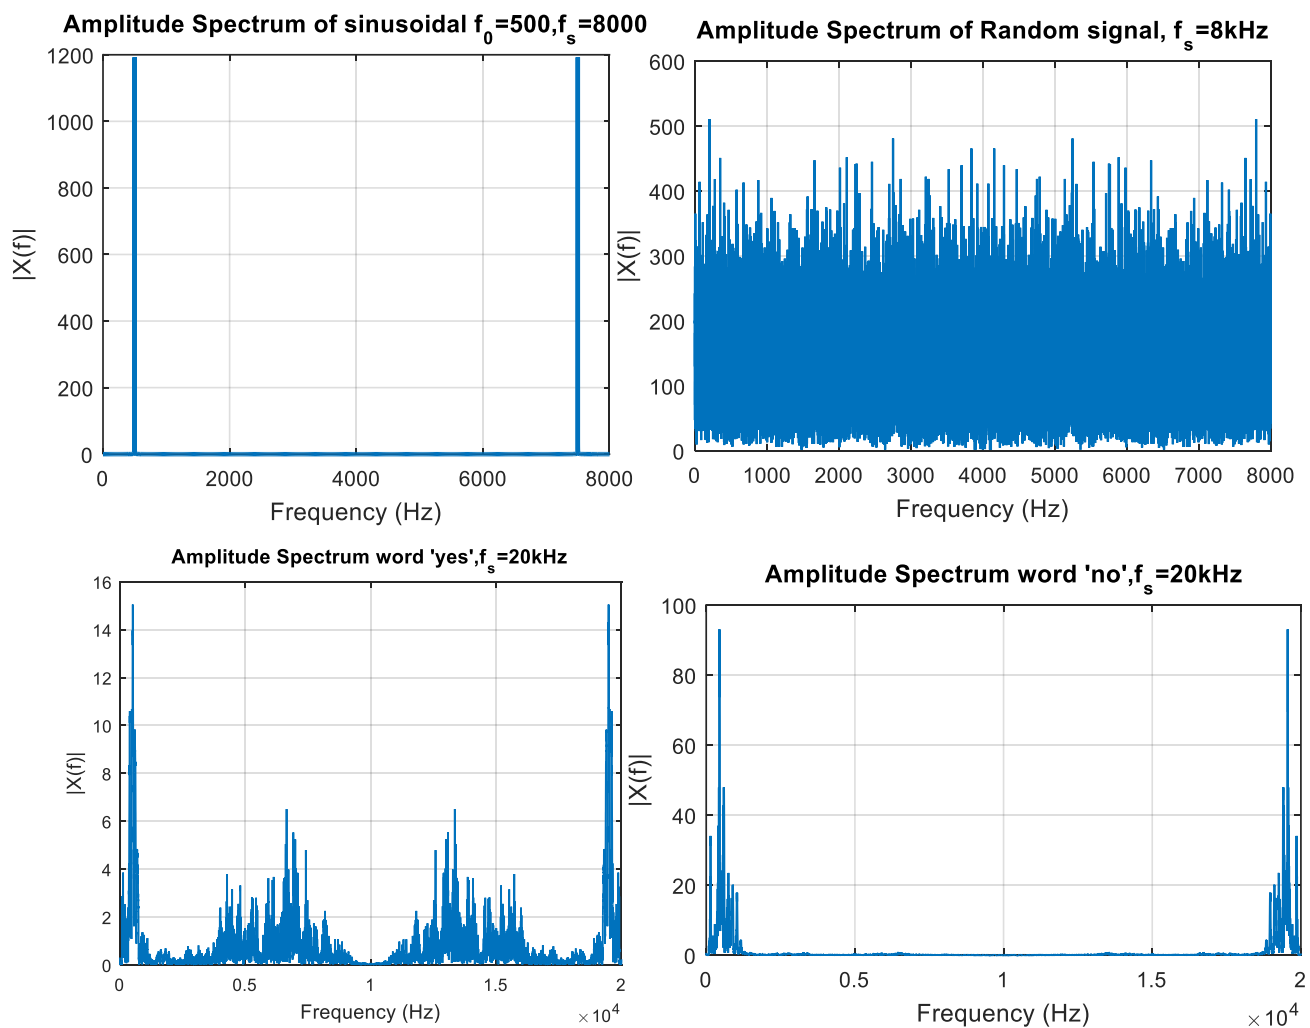 Amplitude Spectrum of sinusoidal f0=500,fs=8000
1200
1000
800
600
400
200
0
|X(f)|
0 2000 4000 6000 8000
Frequency (Hz)
Amplitude Spectrum of Random signal, fs=8kHz
600
500
400
300
200
100
0
|X(f)|
0 1000 2000 3000 4000 5000 6000 7000 8000
Frequency (Hz)
Amplitude Spectrum word 'yes',fs=20kHz
16
14
12
10
8
6
4
2
0
|X(f)|
0 0.5 1 1.5 2
Frequency (Hz)
×10^4
Amplitude Spectrum word 'no',fs=20kHz
100
80
60
40
20
0
|X(f)|
0 0.5 1 1.5 2
Frequency (Hz)
×10^4